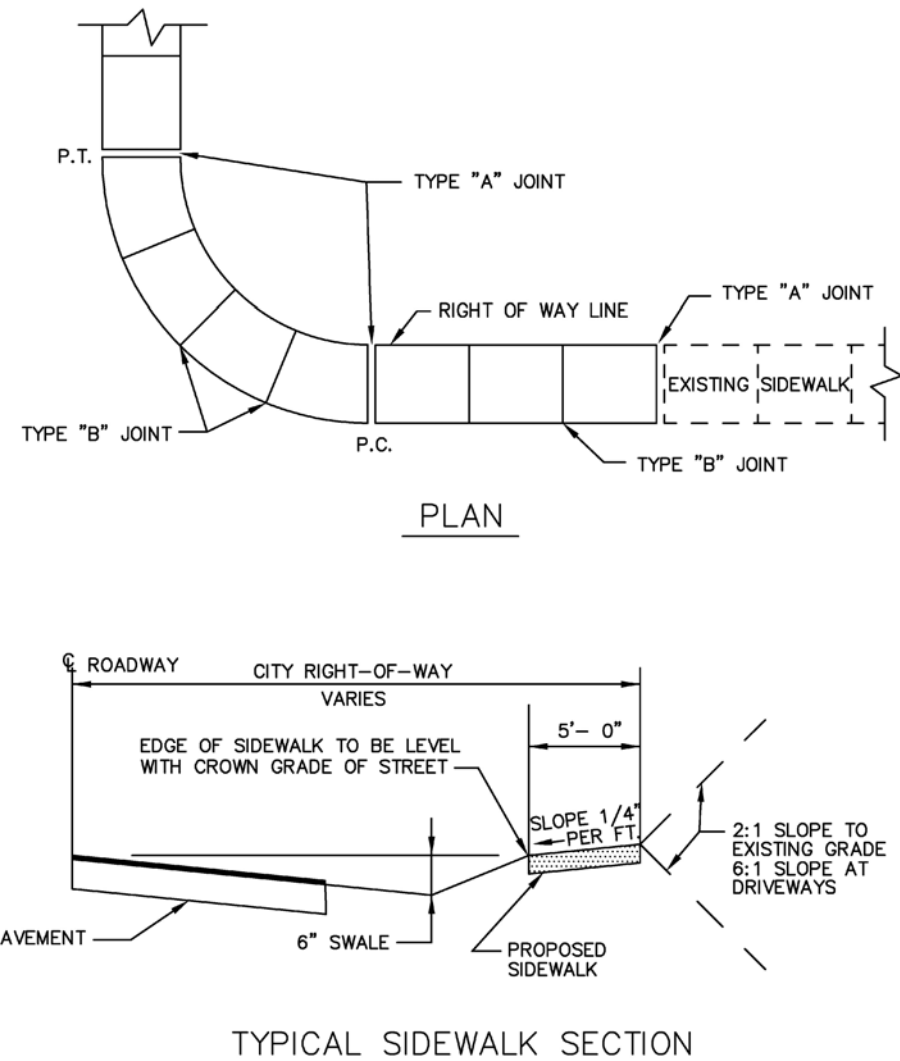 P.T.
TYPE "A" JOINT
RIGHT OF WAY LINE
TYPE "A" JOINT
EXISTING SIDEWALK
TYPE "B" JOINT
P.C.
TYPE "B" JOINT
PLAN
℄ ROADWAY
CITY RIGHT-OF-WAY
VARIES
5'- 0"
EDGE OF SIDEWALK TO BE LEVEL
WITH CROWN GRADE OF STREET
SLOPE 1/4"
PER FT.
2:1 SLOPE TO
EXISTING GRADE
6:1 SLOPE AT
DRIVEWAYS
AVEMENT
6" SWALE
PROPOSED
SIDEWALK
TYPICAL SIDEWALK SECTION